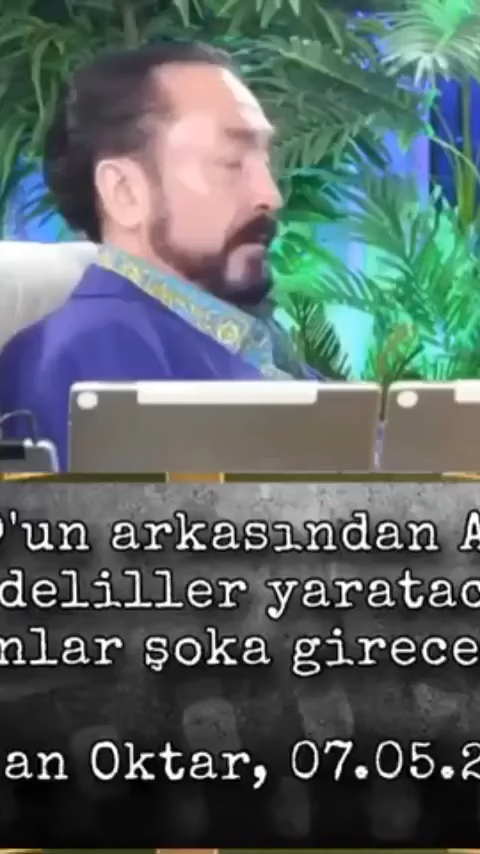 'un arkasından A
deliller yaratac
nlar şoka girece
an Oktar, 07.05.2